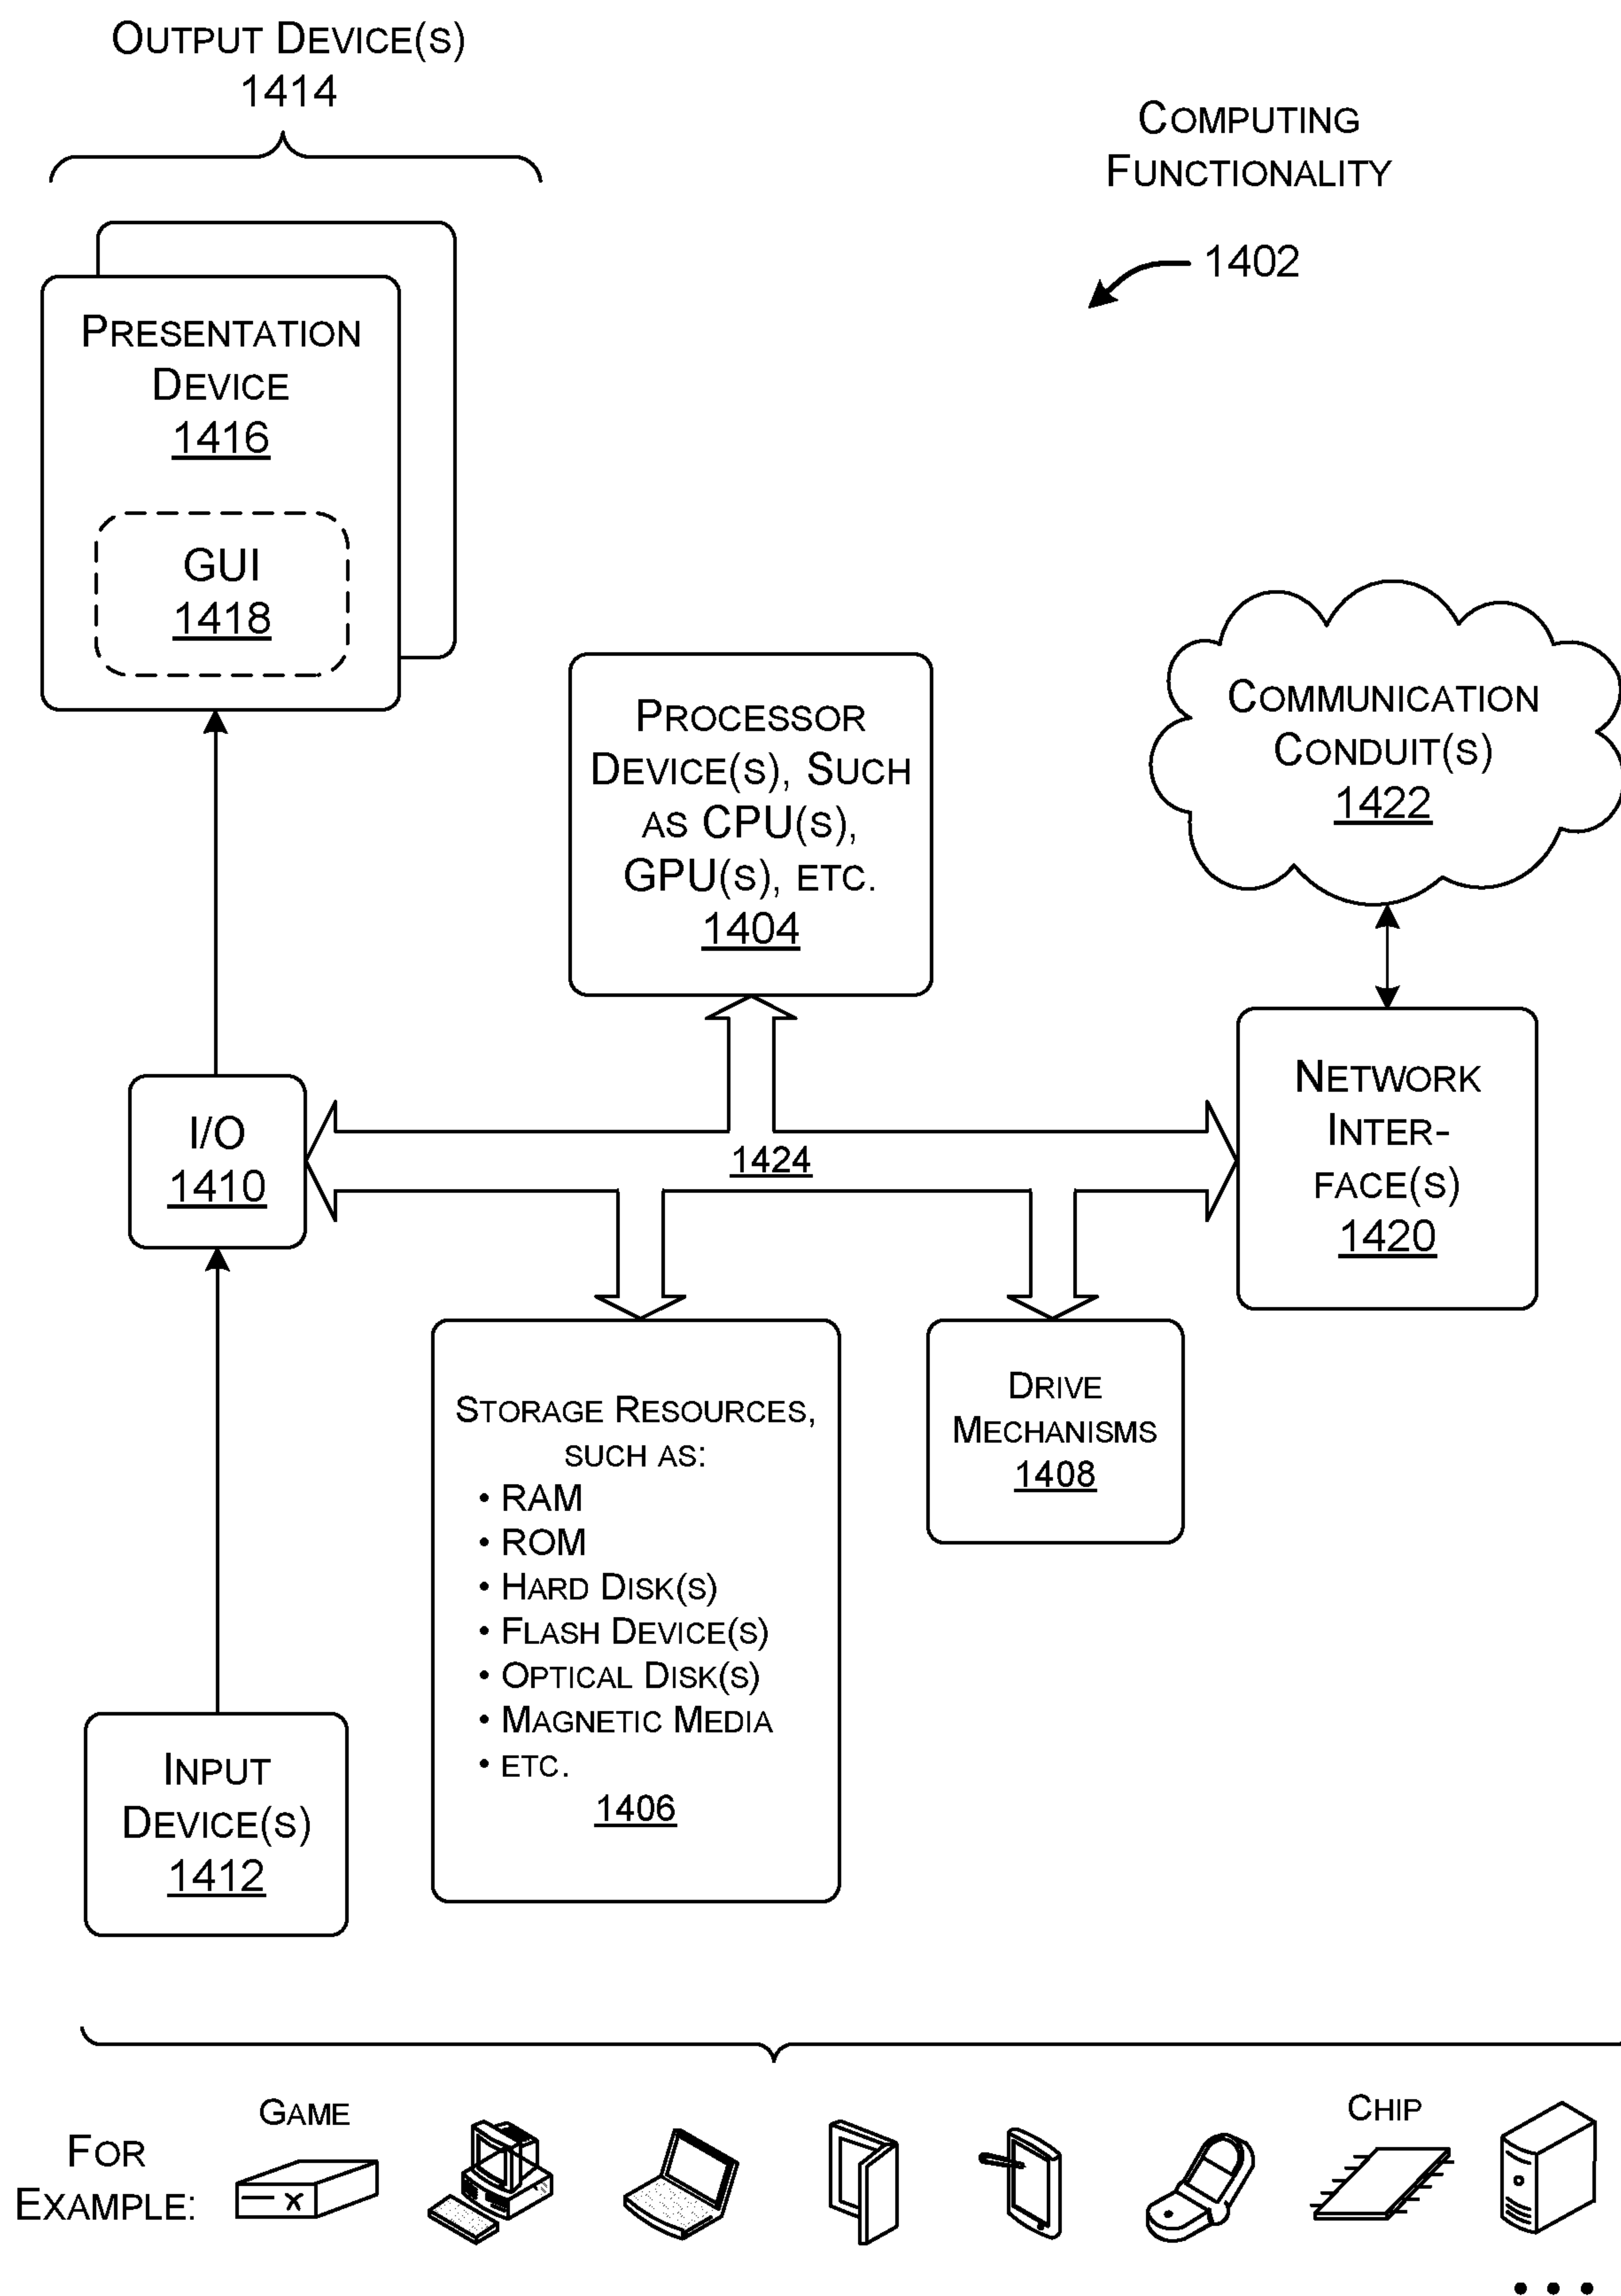 OUTPUT DEVICE(S)
1414
COMPUTING
FUNCTIONALITY
1402
PRESENTATION
DEVICE
1416
GUI
1418
PROCESSOR
DEVICE(S), SUCH
AS CPU(S),
GPU(S), ETC.
1404
COMMUNICATION
CONDUIT(S)
1422
I/O
1410
1424
NETWORK
INTER-
FACE(S)
1420
STORAGE RESOURCES,
SUCH AS:
• RAM
• ROM
• HARD DISK(S)
• FLASH DEVICE(S)
• OPTICAL DISK(S)
• MAGNETIC MEDIA
• ETC.
1406
DRIVE
MECHANISMS
1408
INPUT
DEVICE(S)
1412
FOR
EXAMPLE:
GAME
X
CHIP
• • •